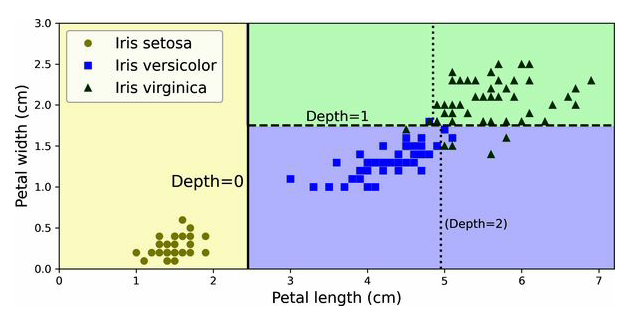 3.0
2.5
2.0
1.5
1.0
0.5
0.0
Petal width (cm)
Iris setosa
Iris versicolor
Iris virginica
Depth=1
Depth=0
(Depth=2)
0 1 2 3 4 5 6 7
Petal length (cm)